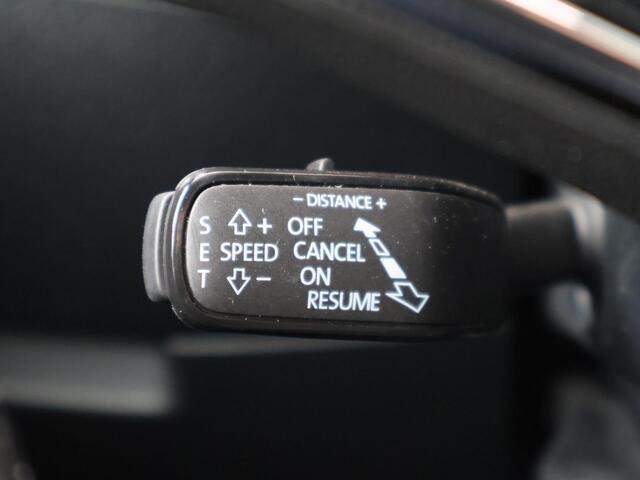 − DISTANCE +
S + OFF
E SPEED CANCEL
T − ON
RESUME